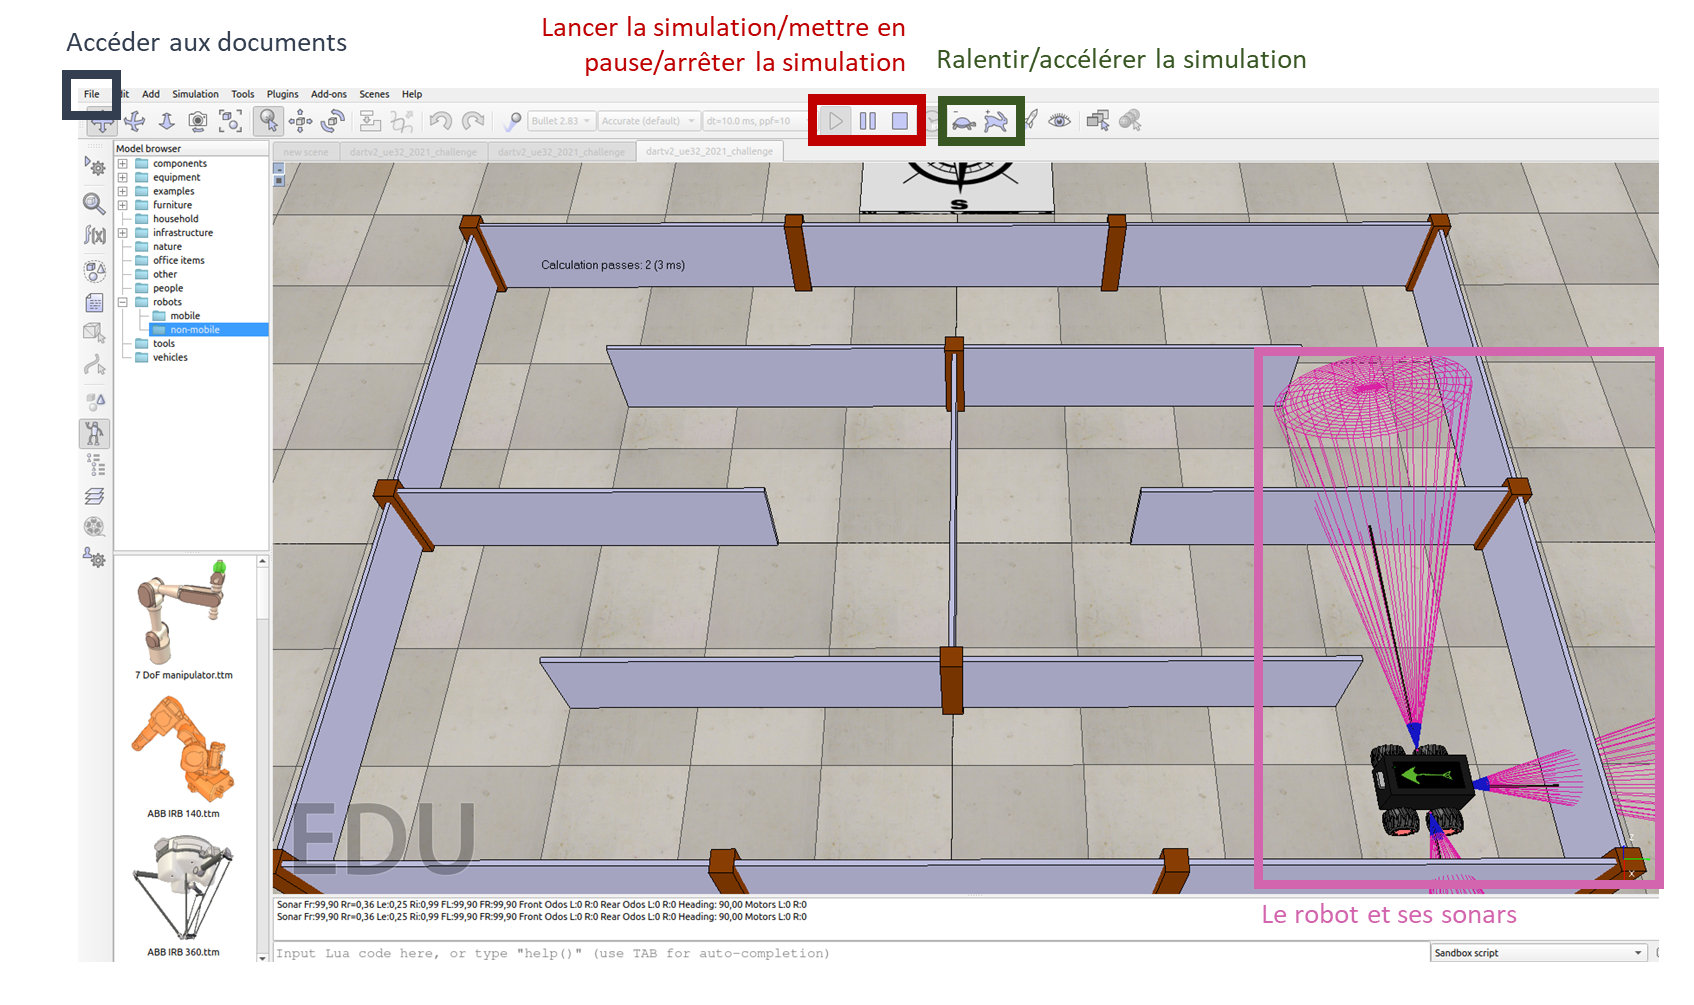 Accéder aux documents
Lancer la simulation/mettre en
pause/arrêter la simulation
Ralentir/accélérer la simulation
File
Add Simulation Tools Plugins Add-ons Scenes Help
Bullet 2.83 Accurate (default) dt=10.0 ms, ppf=10
Model browser
new scene dartv2_ue32_2021_challenge dartv2_ue32_2021_challenge dartv2_ue32_2021_challenge
components
equipment
examples
furniture
household
infrastructure
nature
office items
other
people
robots
mobile
non-mobile
tools
vehicles
S
Calculation passes: 2 (3 ms)
7 DoF manipulator.ttm
ABB IRB 140.ttm
ABB IRB 360.ttm
EDU
z
x
Sonar Fr:99,90 Rr=0,36 Le:0,25 Ri:0,99 FL:99,90 FR:99,90 Front Odos L:0 R:0 Rear Odos L:0 R:0 Heading: 90,00 Motors L:0 R:0
Sonar Fr:99,90 Rr=0,36 Le:0,25 Ri:0,99 FL:99,90 FR:99,90 Front Odos L:0 R:0 Rear Odos L:0 R:0 Heading: 90,00 Motors L:0 R:0
Le robot et ses sonars
Input Lua code here, or type "help()" (use TAB for auto-completion)
Sandbox script